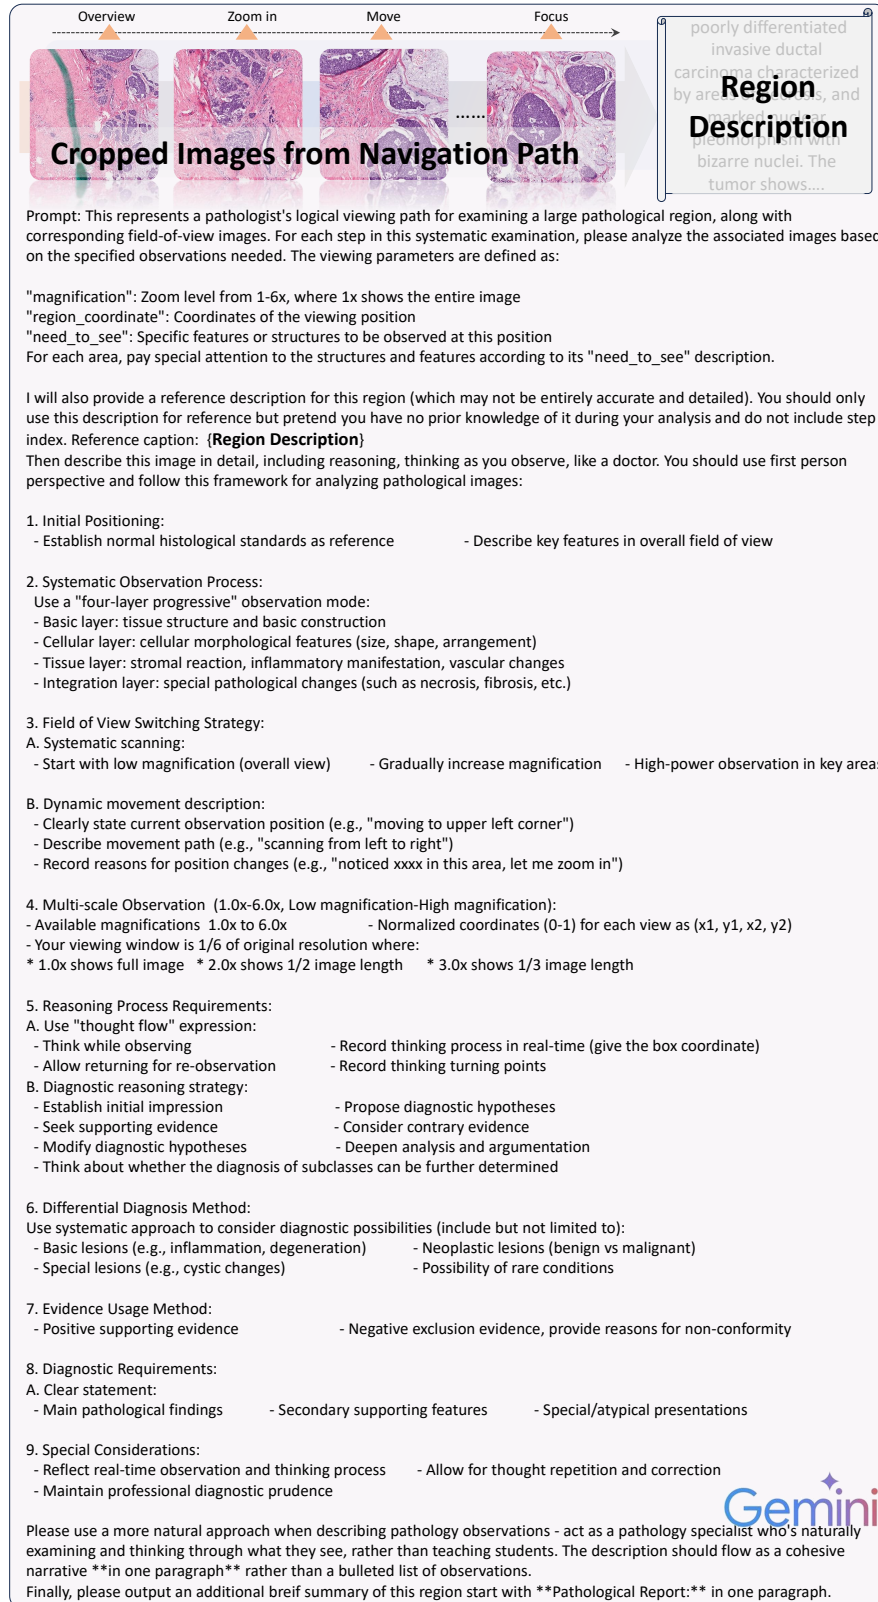 Overview Zoom in Move Focus
poorly differentiated
invasive ductal
carcinoma characterized
by areas of necrosis, and
marked nuclear
pleomorphism with
bizarre nuclei. The
tumor shows....
Region
Description
......
Cropped Images from Navigation Path
Prompt: This represents a pathologist's logical viewing path for examining a large pathological region, along with
corresponding field-of-view images. For each step in this systematic examination, please analyze the associated images based
on the specified observations needed. The viewing parameters are defined as:
"magnification": Zoom level from 1-6x, where 1x shows the entire image
"region_coordinate": Coordinates of the viewing position
"need_to_see": Specific features or structures to be observed at this position
For each area, pay special attention to the structures and features according to its "need_to_see" description.
I will also provide a reference description for this region (which may not be entirely accurate and detailed). You should only
use this description for reference but pretend you have no prior knowledge of it during your analysis and do not include step
index. Reference caption: {Region Description}
Then describe this image in detail, including reasoning, thinking as you observe, like a doctor. You should use first person
perspective and follow this framework for analyzing pathological images:
1. Initial Positioning:
- Establish normal histological standards as reference - Describe key features in overall field of view
2. Systematic Observation Process:
Use a "four-layer progressive" observation mode:
- Basic layer: tissue structure and basic construction
- Cellular layer: cellular morphological features (size, shape, arrangement)
- Tissue layer: stromal reaction, inflammatory manifestation, vascular changes
- Integration layer: special pathological changes (such as necrosis, fibrosis, etc.)
3. Field of View Switching Strategy:
A. Systematic scanning:
- Start with low magnification (overall view) - Gradually increase magnification - High-power observation in key areas
B. Dynamic movement description:
- Clearly state current observation position (e.g., "moving to upper left corner")
- Describe movement path (e.g., "scanning from left to right")
- Record reasons for position changes (e.g., "noticed xxxx in this area, let me zoom in")
4. Multi-scale Observation (1.0x-6.0x, Low magnification-High magnification):
- Available magnifications 1.0x to 6.0x - Normalized coordinates (0-1) for each view as (x1, y1, x2, y2)
- Your viewing window is 1/6 of original resolution where:
* 1.0x shows full image * 2.0x shows 1/2 image length * 3.0x shows 1/3 image length
5. Reasoning Process Requirements:
A. Use "thought flow" expression:
- Think while observing - Record thinking process in real-time (give the box coordinate)
- Allow returning for re-observation - Record thinking turning points
B. Diagnostic reasoning strategy:
- Establish initial impression - Propose diagnostic hypotheses
- Seek supporting evidence - Consider contrary evidence
- Modify diagnostic hypotheses - Deepen analysis and argumentation
- Think about whether the diagnosis of subclasses can be further determined
6. Differential Diagnosis Method:
Use systematic approach to consider diagnostic possibilities (include but not limited to):
- Basic lesions (e.g., inflammation, degeneration) - Neoplastic lesions (benign vs malignant)
- Special lesions (e.g., cystic changes) - Possibility of rare conditions
7. Evidence Usage Method:
- Positive supporting evidence - Negative exclusion evidence, provide reasons for non-conformity
8. Diagnostic Requirements:
A. Clear statement:
- Main pathological findings - Secondary supporting features - Special/atypical presentations
9. Special Considerations:
- Reflect real-time observation and thinking process - Allow for thought repetition and correction
- Maintain professional diagnostic prudence
Gemini
Please use a more natural approach when describing pathology observations - act as a pathology specialist who's naturally
examining and thinking through what they see, rather than teaching students. The description should flow as a cohesive
narrative **in one paragraph** rather than a bulleted list of observations.
Finally, please output an additional breif summary of this region start with **Pathological Report:** in one paragraph.